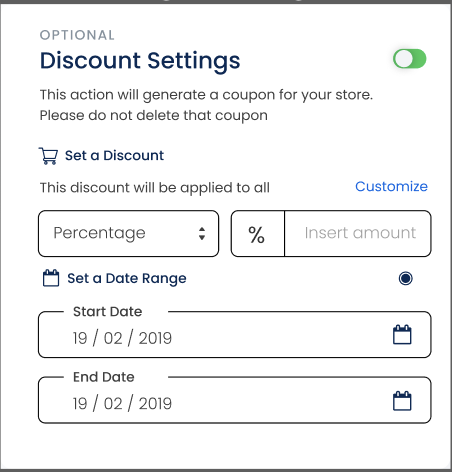 OPTIONAL
Discount Settings
This action will generate a coupon for your store.
Please do not delete that coupon
Set a Discount
This discount will be applied to all
Customize
Percentage
%
Insert amount
Set a Date Range
Start Date
19 / 02 / 2019
End Date
19 / 02 / 2019